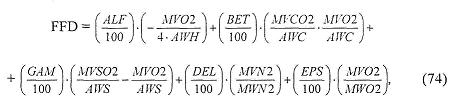 FFD = (ALF/100)·(−MVO2/4·AWH)+(BET/100)·(MVCO2/AWC·MVO2/AWC)+
+(GAM/100)·(MVSO2/AWS−MVO2/AWS)+(DEL/100)·(MVN2/MWN2)+(EPS/100)·(MVO2/MWO2), (74)